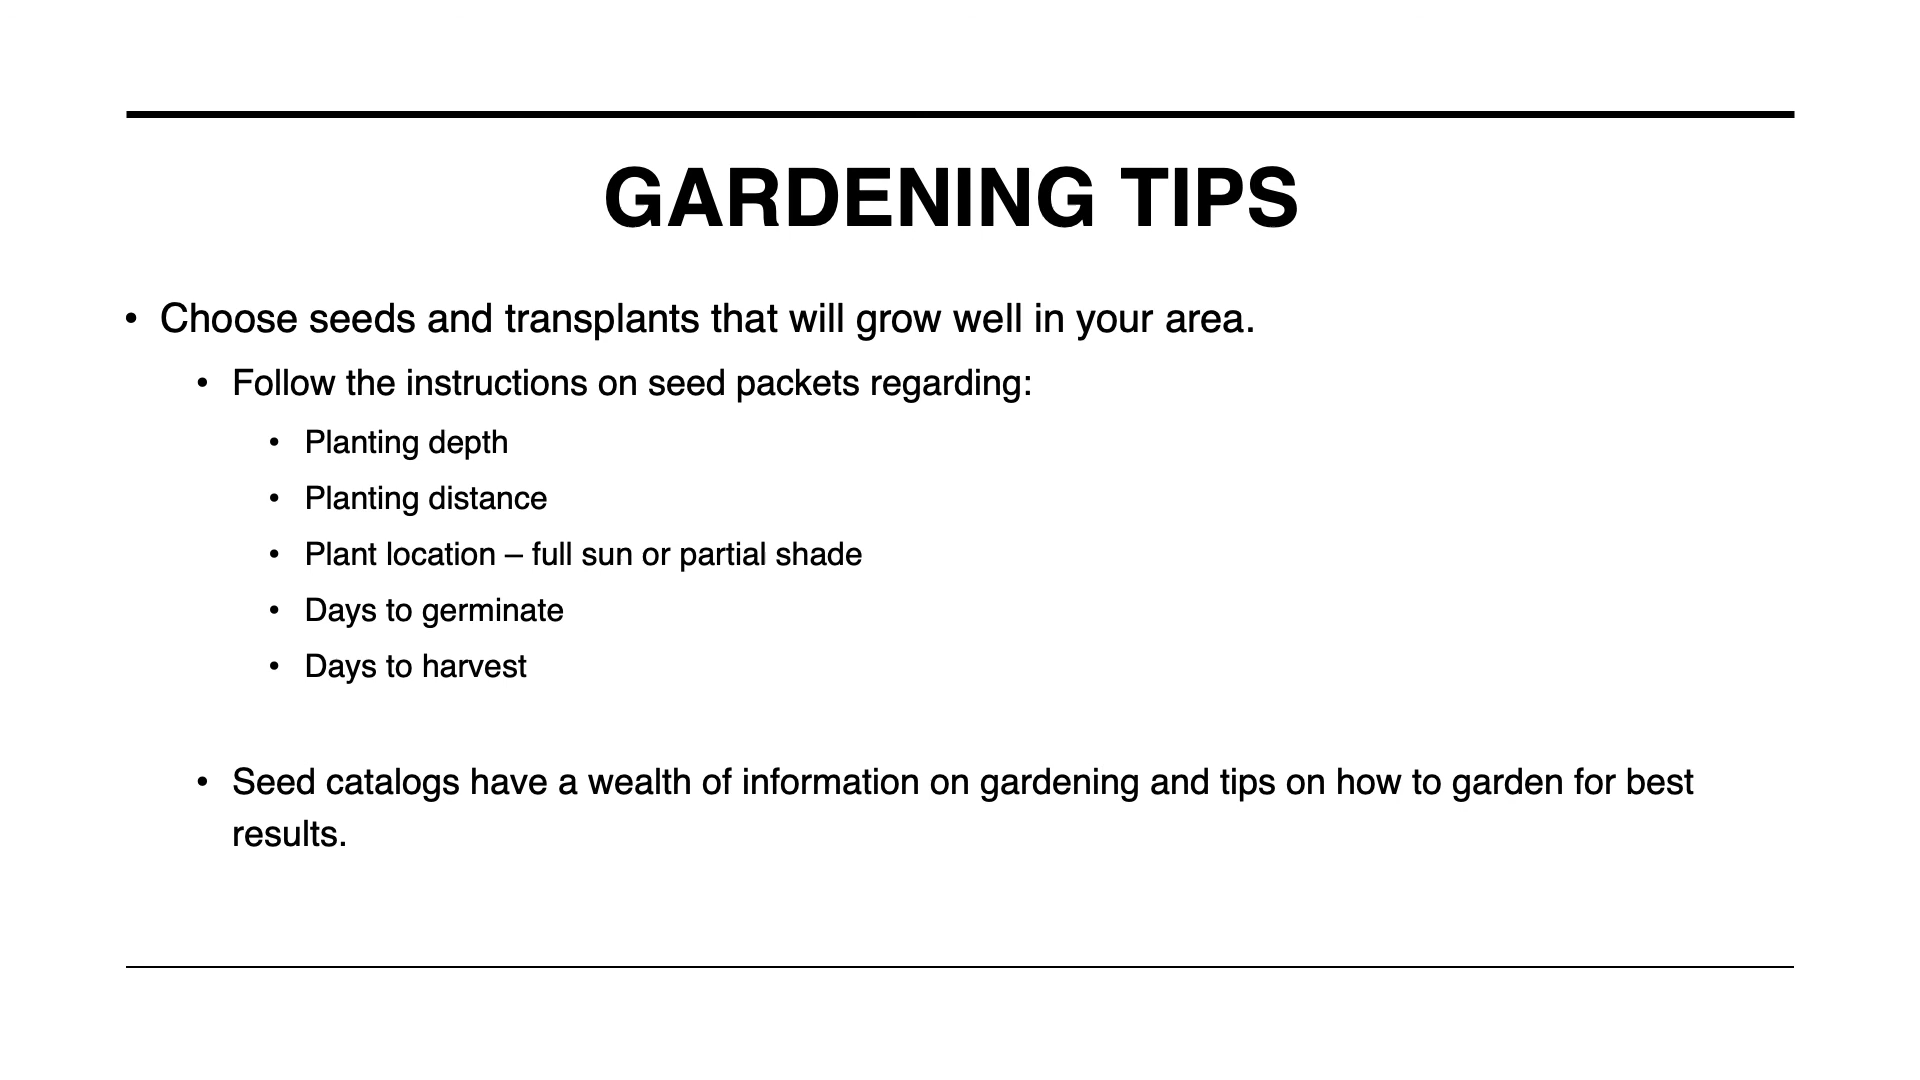 GARDENING TIPS
• Choose seeds and transplants that will grow well in your area.
• Follow the instructions on seed packets regarding:
• Planting depth
• Planting distance
• Plant location – full sun or partial shade
• Days to germinate
• Days to harvest
• Seed catalogs have a wealth of information on gardening and tips on how to garden for best
results.